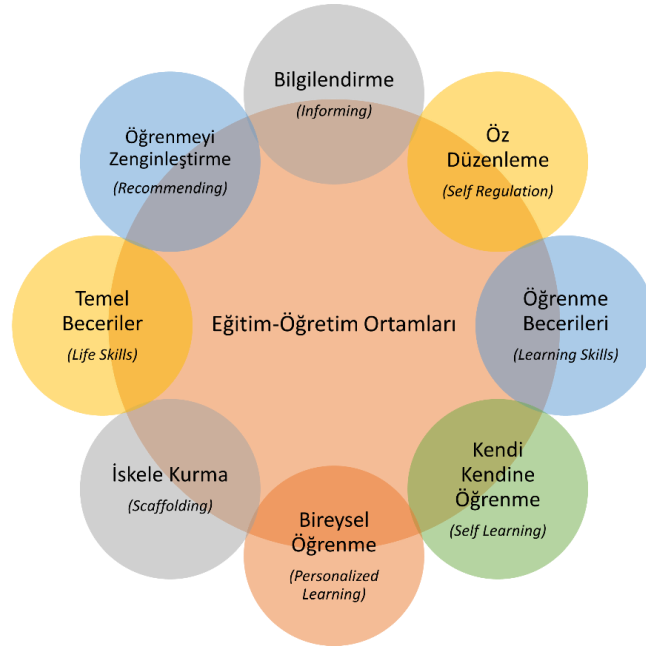 Bilgilendirme
(Informing)
Öz
Düzenleme
(Self Regulation)
Öğrenme
Becerileri
(Learning Skills)
Kendi
Kendine
Öğrenme
(Self Learning)
Bireysel
Öğrenme
(Personalized
Learning)
İskele Kurma
(Scaffolding)
Temel
Beceriler
(Life Skills)
Öğrenmeyi
Zenginleştirme
(Recommending)
Eğitim-Öğretim Ortamları